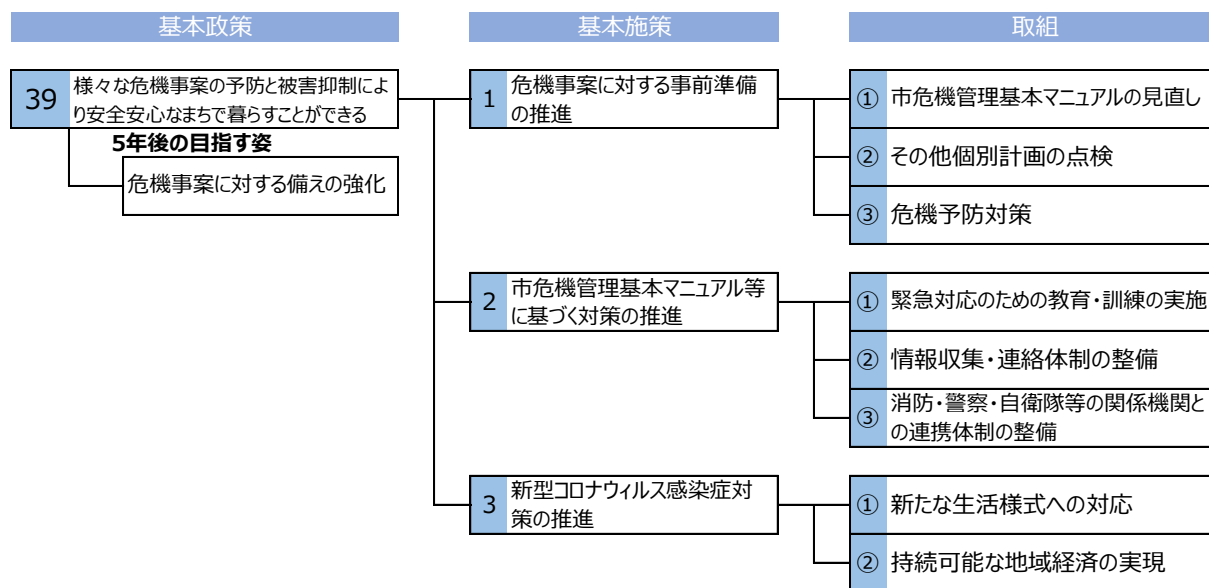 基本政策
基本施策
取組
39
様々な危機事案の予防と被害抑制によ
り安全安心なまちで暮らすことができる
5年後の目指す姿
危機事案に対する備えの強化
1
危機事案に対する事前準備
の推進
① 市危機管理基本マニュアルの見直し
② その他個別計画の点検
③ 危機予防対策
2
市危機管理基本マニュアル等
に基づく対策の推進
① 緊急対応のための教育・訓練の実施
② 情報収集・連絡体制の整備
③
消防・警察・自衛隊等の関係機関と
の連携体制の整備
3
新型コロナウィルス感染症対
策の推進
① 新たな生活様式への対応
② 持続可能な地域経済の実現